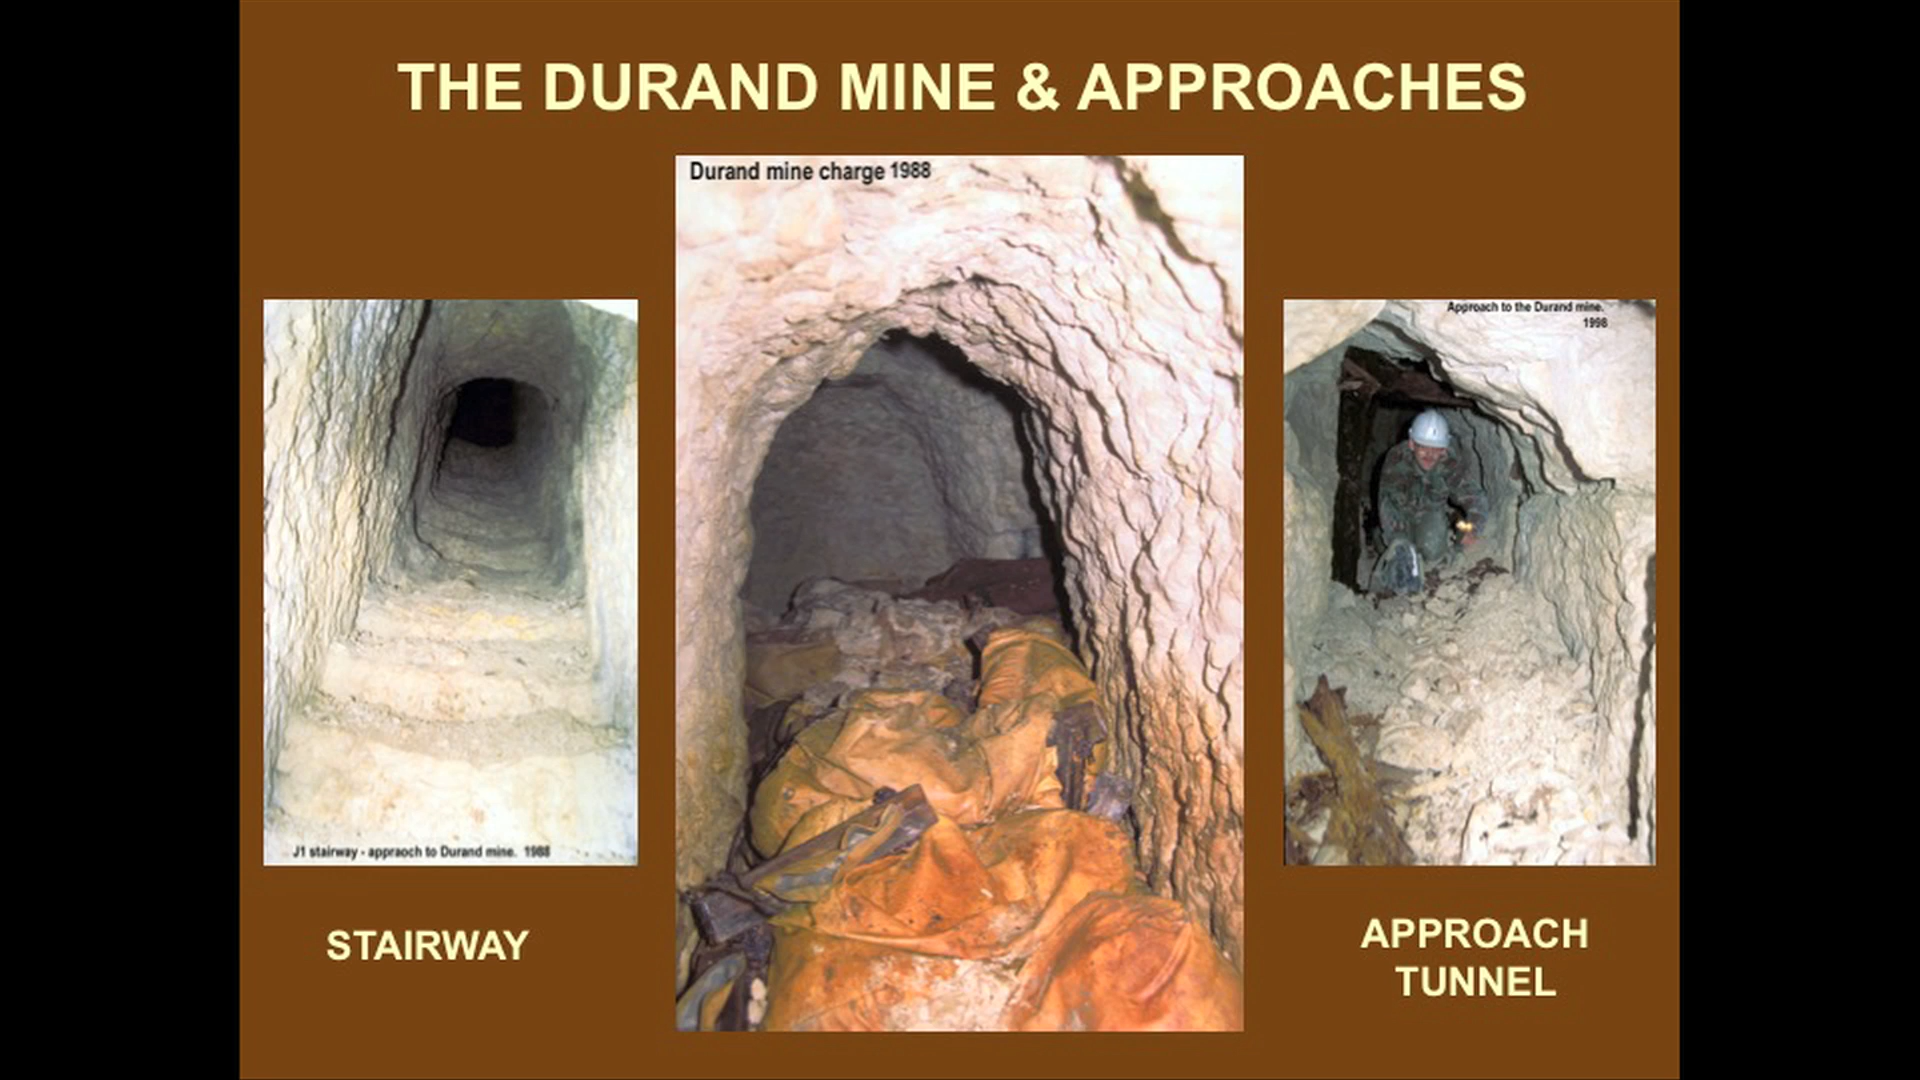 THE DURAND MINE & APPROACHES
Durand mine charge 1988
Approach to the Durand mine.
1998
J1 stairway - appraoch to Durand mine. 1988
STAIRWAY
APPROACH
TUNNEL